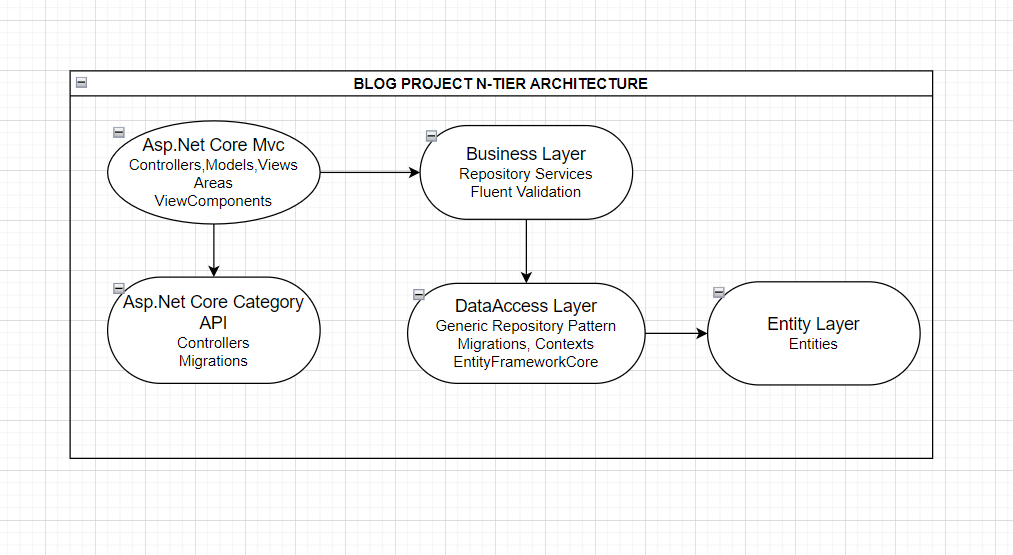 BLOG PROJECT N-TIER ARCHITECTURE
Asp.Net Core Mvc
Controllers,Models,Views
Areas
ViewComponents
Business Layer
Repository Services
Fluent Validation
Asp.Net Core Category
API
Controllers
Migrations
DataAccess Layer
Generic Repository Pattern
Migrations, Contexts
EntityFrameworkCore
Entity Layer
Entities